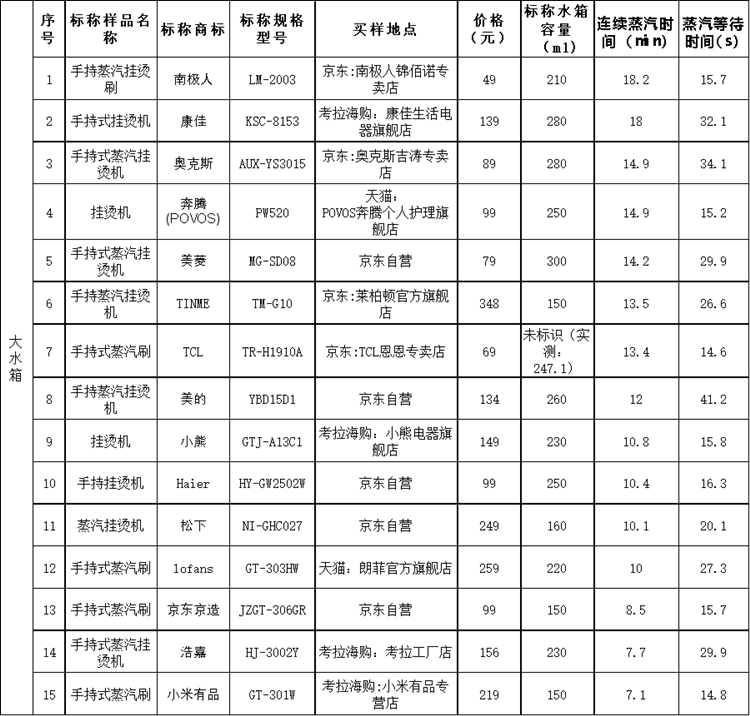 序号 标称样品名称 标称商标 标称规格型号 买样地点 价格（元） 标称水箱容量（ml） 连续蒸汽时间（min） 蒸汽等待时间(s)
大水箱
1 手持蒸汽挂烫刷 南极人 LM-2003 京东:南极人锦佰诺专卖店 49 210 18.2 15.7
2 手持式挂烫机 康佳 KSC-8153 考拉海购：康佳生活电器旗舰店 139 280 18 32.1
3 手持式蒸汽挂烫机 奥克斯 AUX-YS3015 京东:奥克斯吉涛专卖店 89 280 14.9 34.1
4 挂烫机 奔腾(POVOS) PW520 天猫：POVOS奔腾个人护理旗舰店 99 250 14.9 15.2
5 手持式蒸汽挂烫机 美菱 MG-SD08 京东自营 79 300 14.2 29.9
6 手持蒸汽挂烫机 TINME TM-G10 京东:莱柏顿官方旗舰店 348 150 13.5 26.6
7 手持式蒸汽刷 TCL TR-H1910A 京东:TCL恩恩专卖店 69 未标识（实测：247.1） 13.4 14.6
8 手持蒸汽挂烫机 美的 YBD15D1 京东自营 134 260 12 41.2
9 挂烫机 小熊 GTJ-A13C1 考拉海购：小熊电器旗舰店 149 230 10.8 15.8
10 手持挂烫机 Haier HY-GW2502W 京东自营 99 250 10.4 16.3
11 蒸汽挂烫机 松下 NI-GHC027 京东自营 249 160 10.1 20.1
12 手持式蒸汽刷 lofans GT-303HW 天猫：朗菲官方旗舰店 259 220 10 27.3
13 手持式蒸汽刷 京东京造 JZGT-306GR 京东自营 99 150 8.5 15.7
14 手持式蒸汽挂烫机 浩嘉 HJ-3002Y 考拉海购：考拉工厂店 156 230 7.7 29.9
15 手持式蒸汽刷 小米有品 GT-301W 考拉海购:小米有品专营店 219 150 7.1 14.8